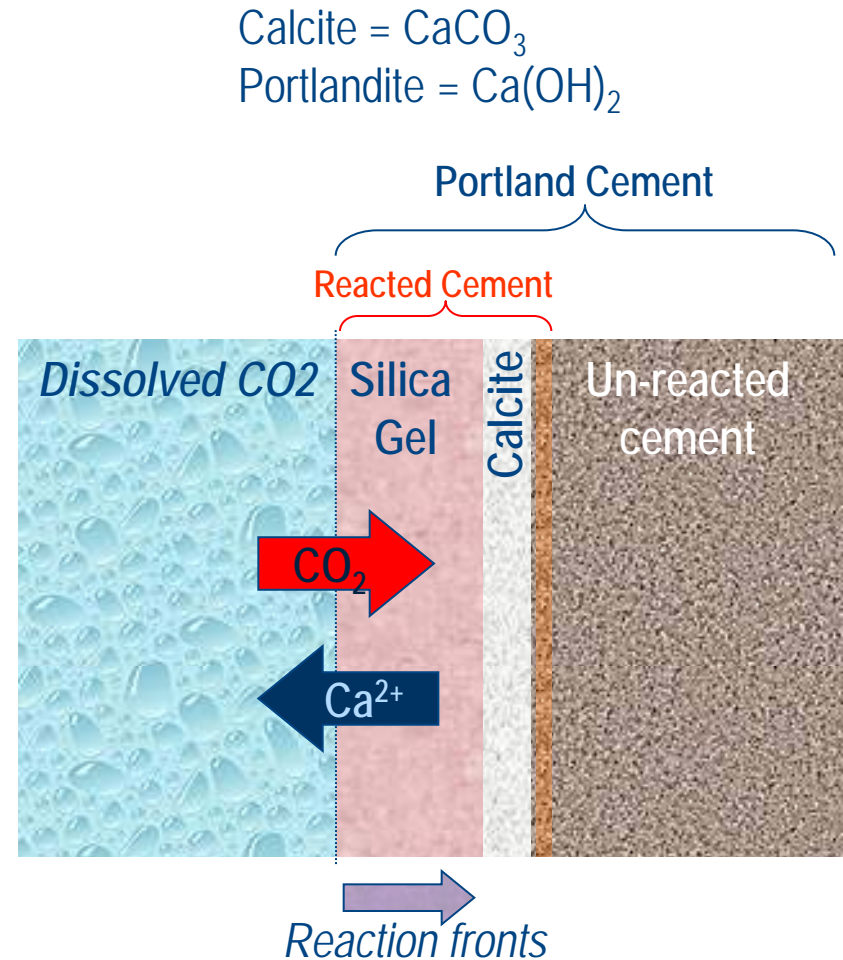 Calcite = CaCO₃
Portlandite = Ca(OH)₂
Portland Cement
Reacted Cement
Dissolved CO2
Silica
Gel
Calcite
Un-reacted
cement
CO₂
Ca²⁺
Reaction fronts